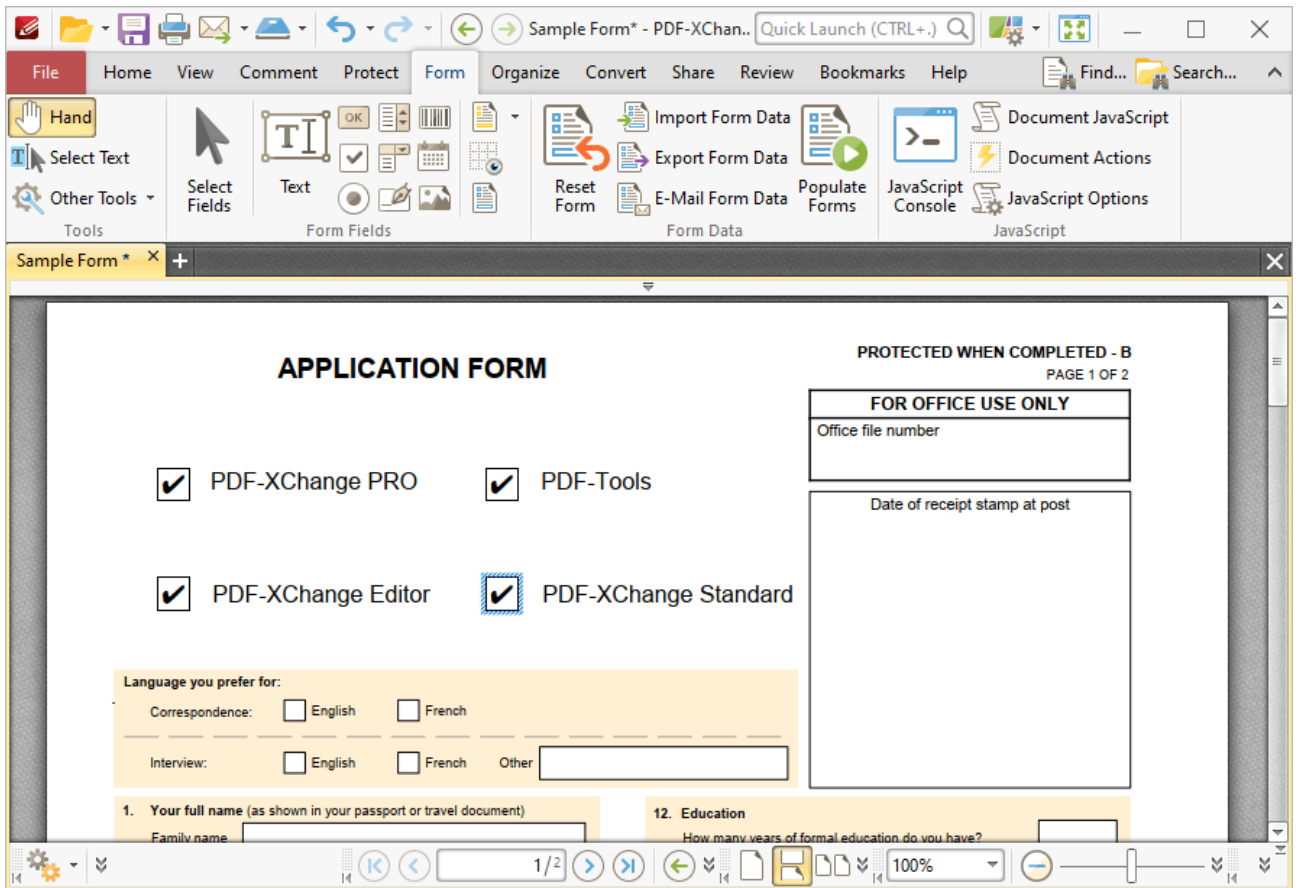 Sample Form* - PDF-XChan.. Quick Launch (CTRL+.)
File Home View Comment Protect Form Organize Convert Share Review Bookmarks Help Find... Search...
Hand
Select Text
Other Tools
Tools
Select Fields
Text
OK
Form Fields
Reset Form
Import Form Data
Export Form Data
E-Mail Form Data
Populate Forms
Form Data
JavaScript Console
Document JavaScript
Document Actions
JavaScript Options
JavaScript
Sample Form *
APPLICATION FORM
PROTECTED WHEN COMPLETED - B
PAGE 1 OF 2
FOR OFFICE USE ONLY
Office file number
Date of receipt stamp at post
PDF-XChange PRO PDF-Tools
PDF-XChange Editor PDF-XChange Standard
Language you prefer for:
Correspondence: English French
Interview: English French Other
1. Your full name (as shown in your passport or travel document)
Family name
12. Education
How many years of formal education do you have?
1/2 100%